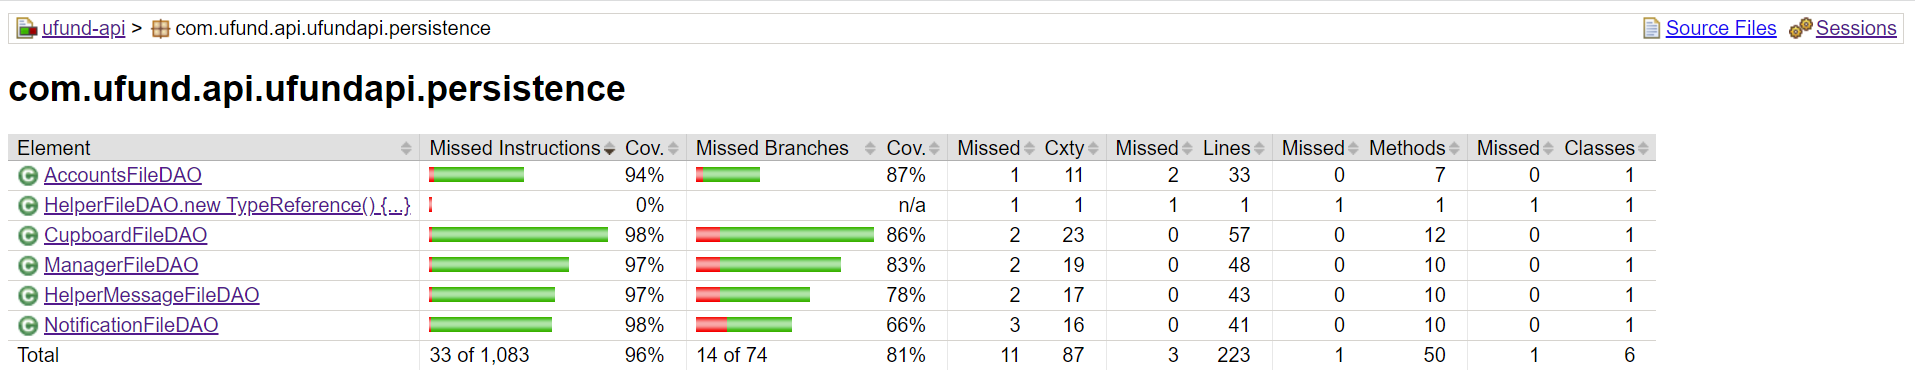 ufund-api > com.ufund.api.ufundapi.persistence Source Files Sessions
com.ufund.api.ufundapi.persistence
Element Missed Instructions Cov. Missed Branches Cov. Missed Cxty Missed Lines Missed Methods Missed Classes
AccountsFileDAO 94% 87% 1 11 2 33 0 7 0 1
HelperFileDAO.new TypeReference() {...} 0% n/a 1 1 1 1 1 1 1 1
CupboardFileDAO 98% 86% 2 23 0 57 0 12 0 1
ManagerFileDAO 97% 83% 2 19 0 48 0 10 0 1
HelperMessageFileDAO 97% 78% 2 17 0 43 0 10 0 1
NotificationFileDAO 98% 66% 3 16 0 41 0 10 0 1
Total 33 of 1,083 96% 14 of 74 81% 11 87 3 223 1 50 1 6